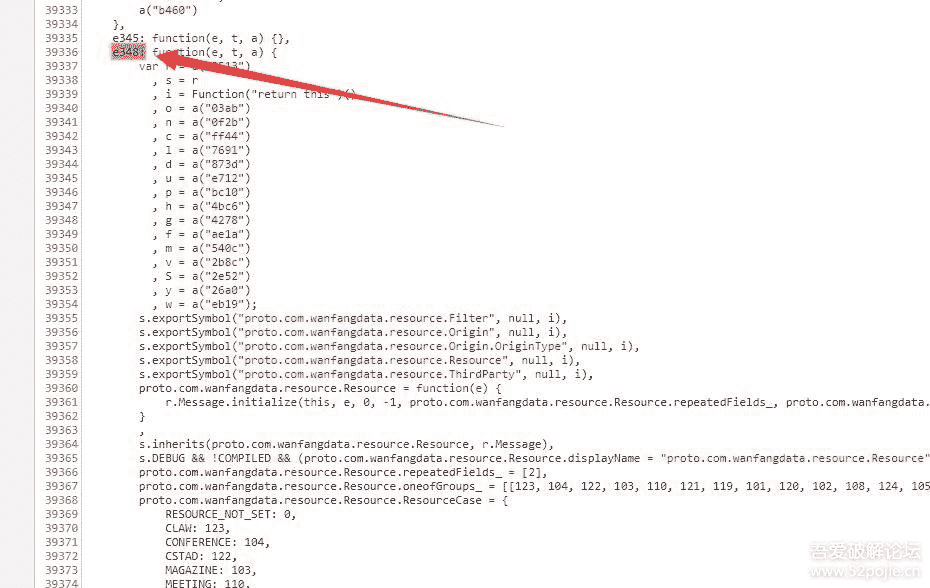 39333 a("b460")
39334 },
39335 e345: function(e, t, a) {},
39336 e348: function(e, t, a) {
39337 var
39338 , s = r
39339 , i = Function("return this")()
39340 , o = a("03ab")
39341 , n = a("0f2b")
39342 , c = a("ff44")
39343 , l = a("7691")
39344 , d = a("873d")
39345 , u = a("e712")
39346 , p = a("bc10")
39347 , h = a("4bc6")
39348 , g = a("4278")
39349 , f = a("ae1a")
39350 , m = a("540c")
39351 , v = a("2b8c")
39352 , S = a("2e52")
39353 , y = a("26a0")
39354 , w = a("eb19");
39355 s.exportSymbol("proto.com.wanfangdata.resource.Filter", null, i),
39356 s.exportSymbol("proto.com.wanfangdata.resource.Origin", null, i),
39357 s.exportSymbol("proto.com.wanfangdata.resource.Origin.OriginType", null, i),
39358 s.exportSymbol("proto.com.wanfangdata.resource.Resource", null, i),
39359 s.exportSymbol("proto.com.wanfangdata.resource.ThirdParty", null, i),
39360 proto.com.wanfangdata.resource.Resource = function(e) {
39361 r.Message.initialize(this, e, 0, -1, proto.com.wanfangdata.resource.Resource.repeatedFields_, proto.com.wanfangdata.
39362 }
39363 ,
39364 s.inherits(proto.com.wanfangdata.resource.Resource, r.Message),
39365 s.DEBUG && !COMPILED && (proto.com.wanfangdata.resource.Resource.displayName = "proto.com.wanfangdata.resource.Resource"
39366 proto.com.wanfangdata.resource.Resource.repeatedFields_ = [2],
39367 proto.com.wanfangdata.resource.Resource.oneofGroups_ = [[123, 104, 122, 103, 110, 121, 119, 101, 120, 102, 108, 124, 105
39368 proto.com.wanfangdata.resource.Resource.ResourceCase = {
39369 RESOURCE_NOT_SET: 0,
39370 CLAW: 123,
39371 CONFERENCE: 104,
39372 CSTAD: 122,
39373 MAGAZINE: 103,
39374 MEETING: 110,
吾爱破解论坛
www.52pojie.cn